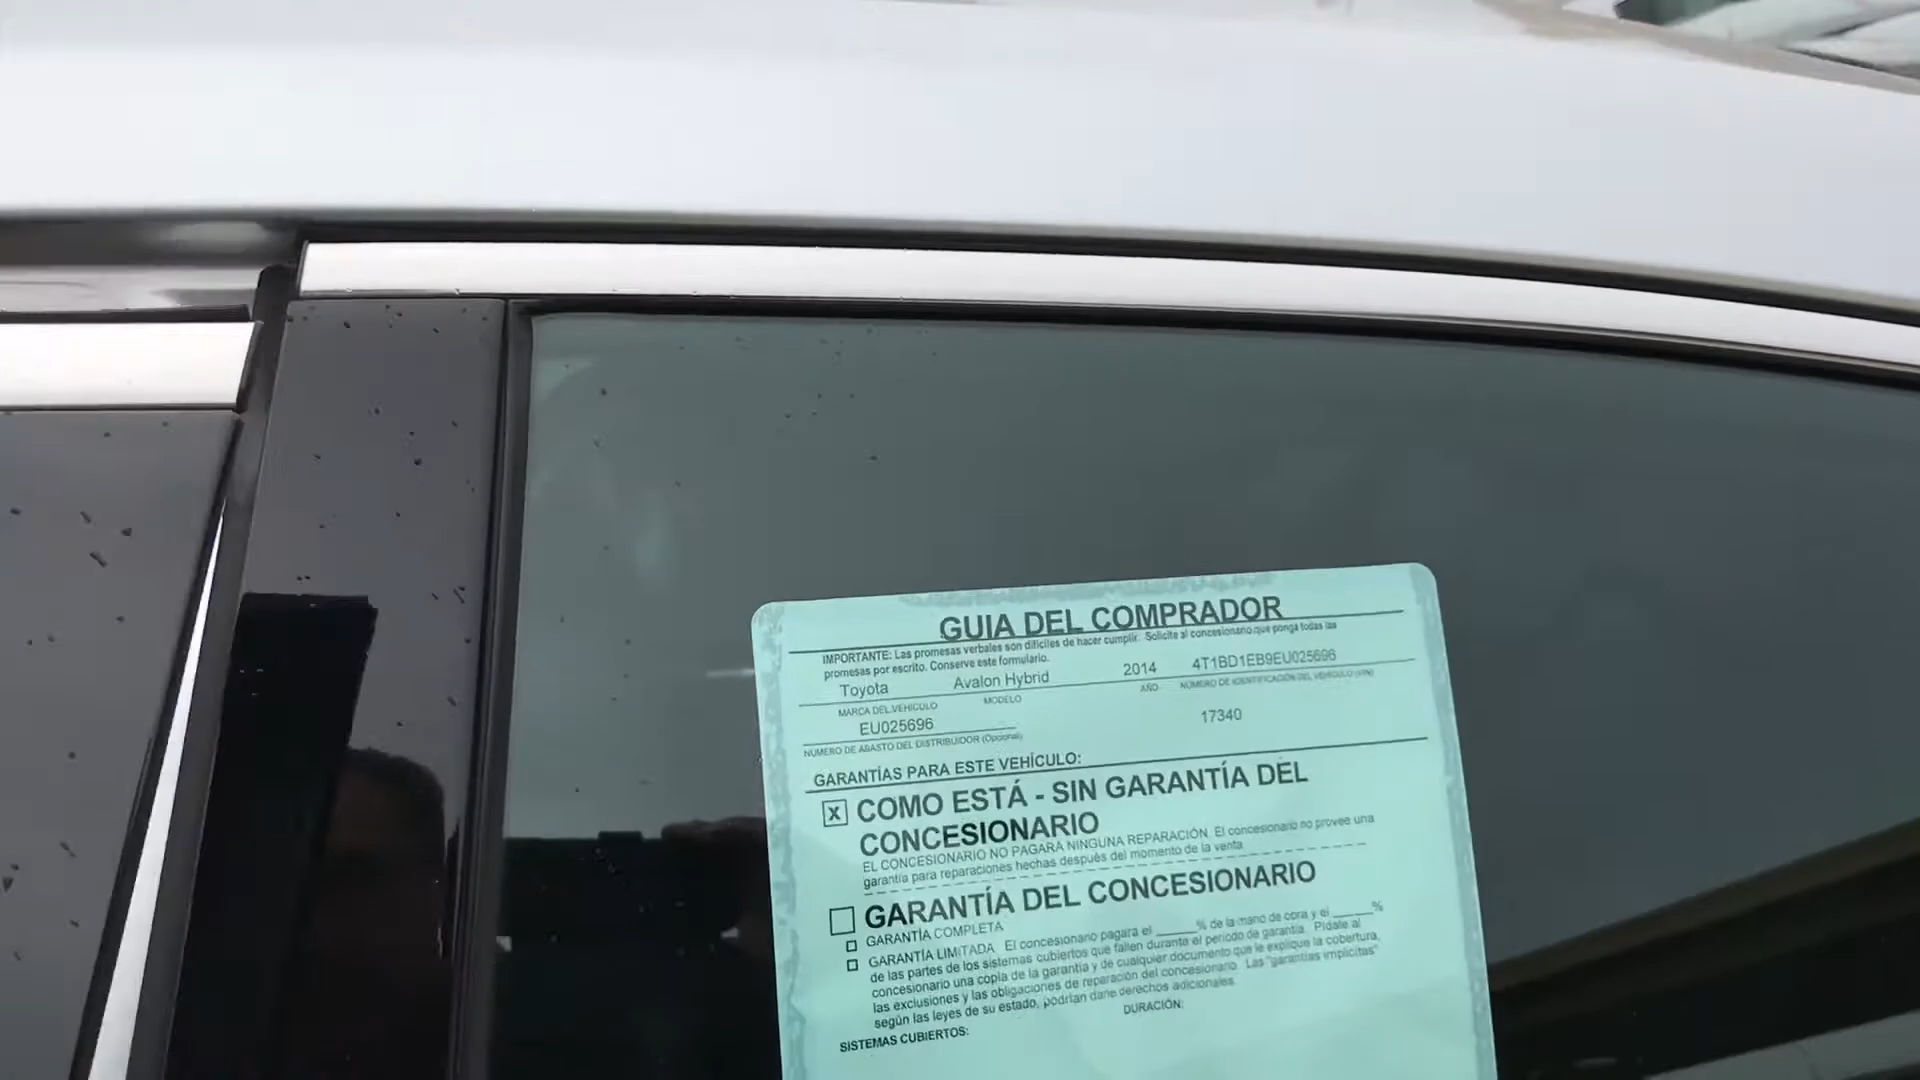 GUIA DEL COMPRADOR
IMPORTANTE: Las promesas verbales son difíciles de hacer cumplir. Solicite al concesionario que ponga todas las
promesas por escrito. Conserve este formulario.
Toyota Avalon Hybrid 2014 4T1BD1EB9EU025696
MARCA DEL VEHICULO MODELO AÑO NÚMERO DE IDENTIFICACIÓN DEL VEHÍCULO (VIN)
EU025696 17340
NÚMERO DE ABASTO DEL DISTRIBUIDOR (Opcional)
GARANTÍAS PARA ESTE VEHÍCULO:
X COMO ESTÁ - SIN GARANTÍA DEL
CONCESIONARIO
EL CONCESIONARIO NO PAGARÁ NINGUNA REPARACIÓN. El concesionario no provee una
garantía para reparaciones hechas después del momento de la venta
GARANTÍA DEL CONCESIONARIO
GARANTÍA COMPLETA
GARANTÍA LIMITADA. El concesionario pagara el ______% de la mano de obra y el ______%
de las partes de los sistemas cubiertos que fallen durante el periodo de garantía. Pídale al
concesionario una copia de la garantía y de cualquier documento que le explique la cobertura,
las exclusiones y las obligaciones de reparación del concesionario. Las "garantías implícitas"
según las leyes de su estado, podrían darle derechos adicionales.
SISTEMAS CUBIERTOS: DURACIÓN: